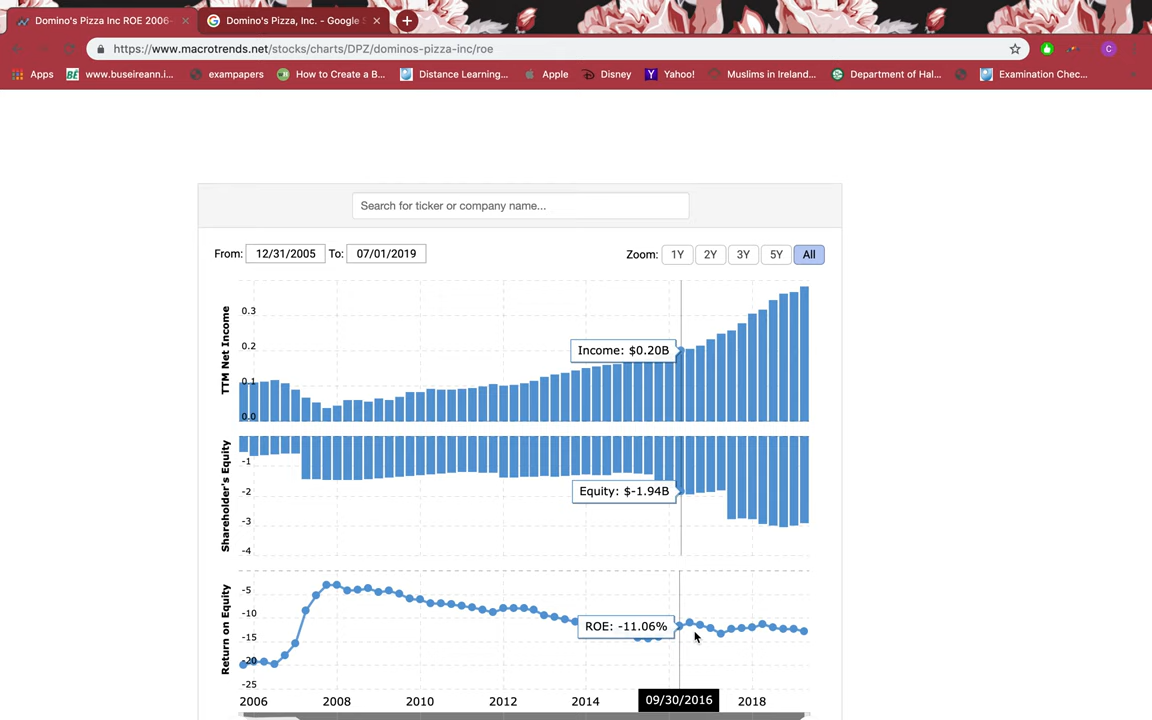 Domino's Pizza Inc ROE 2006-
Domino's Pizza, Inc. - Google S
https://www.macrotrends.net/stocks/charts/DPZ/dominos-pizza-inc/roe
C
Apps
BÉ www.buseireann.i...
exampapers
How to Create a B...
Distance Learning...
Apple
Disney
Y Yahoo!
Muslims in Ireland...
Department of Hal...
Examination Chec...
Search for ticker or company name...
From: 12/31/2005 To: 07/01/2019
Zoom: 1Y 2Y 3Y 5Y All
TTM Net Income
0.3
0.2
0.1
0.0
Income: $0.20B
Shareholder's Equity
-1
-2
-3
-4
Equity: $-1.94B
Return on Equity
-5
-10
-15
-20
-25
ROE: -11.06%
2006 2008 2010 2012 2014 09/30/2016 2018